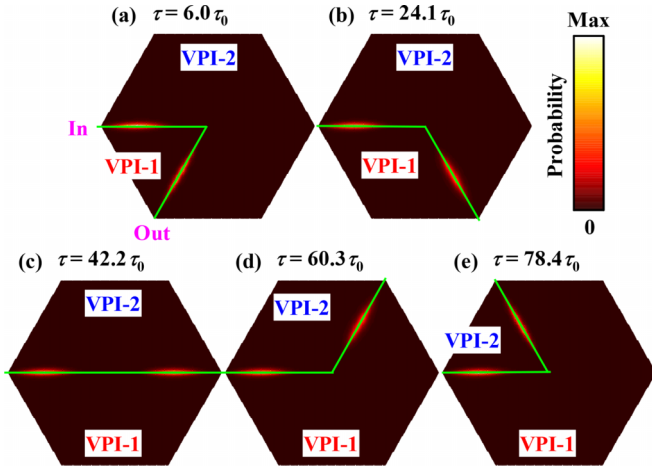 (a) τ = 6.0 τ0
(b) τ = 24.1 τ0
Max
VPI-2
VPI-2
Probability
In
VPI-1
VPI-1
Out
0
(c) τ = 42.2 τ0
(d) τ = 60.3 τ0
(e) τ = 78.4 τ0
VPI-2
VPI-2
VPI-2
VPI-1
VPI-1
VPI-1